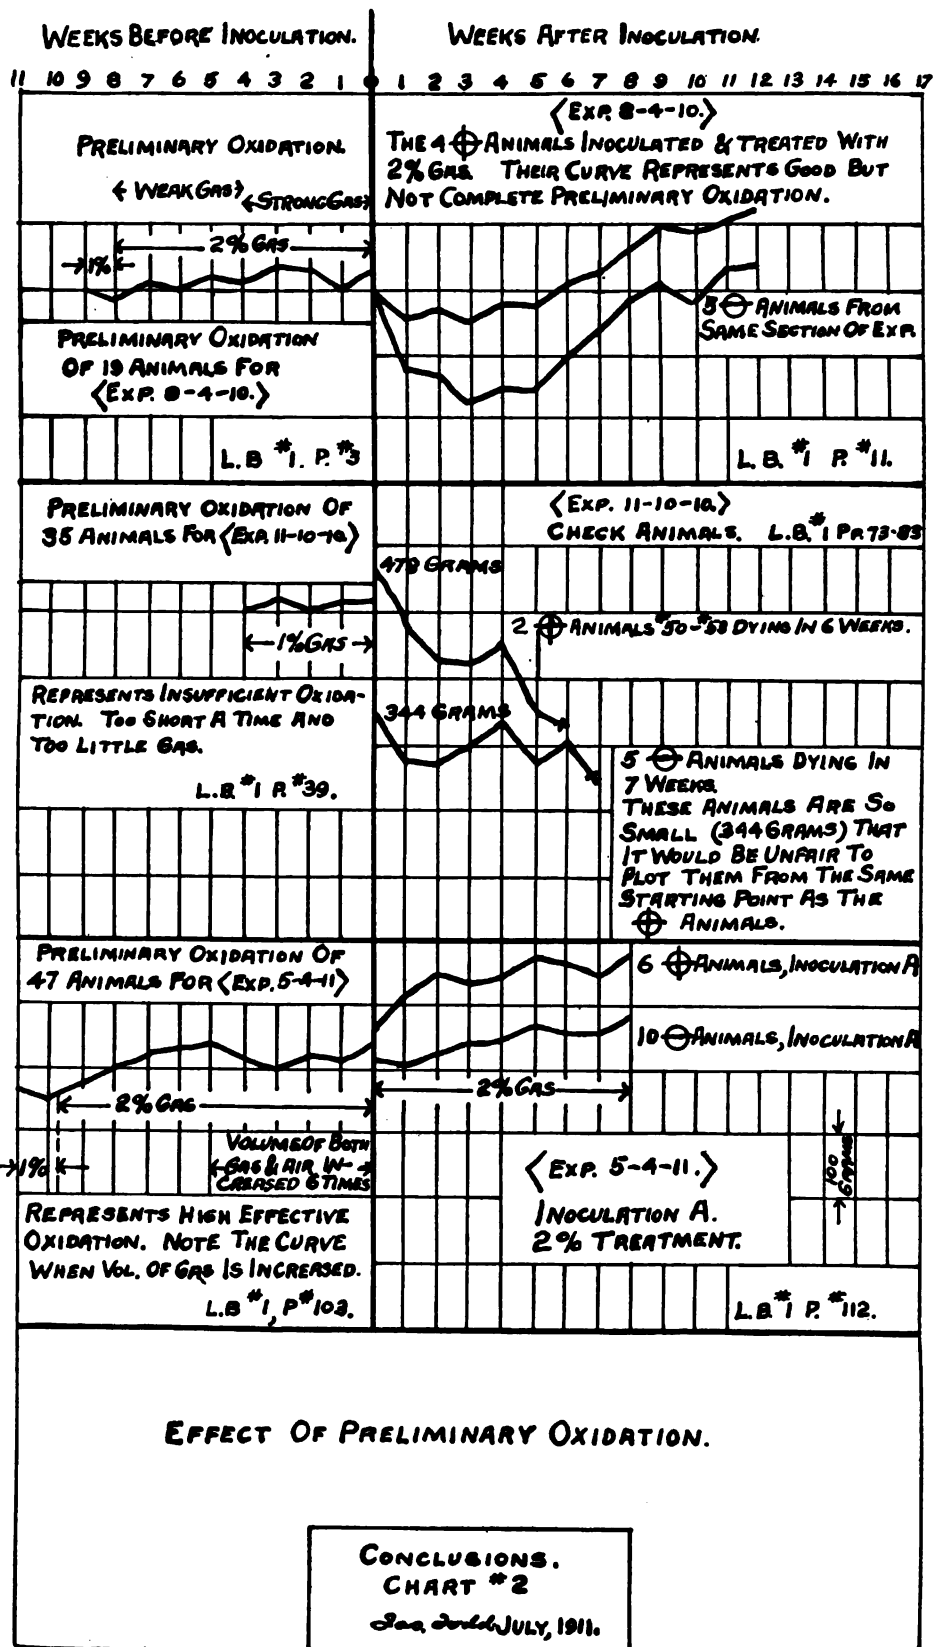 WEEKS BEFORE INOCULATION.
WEEKS AFTER INOCULATION.
11 10 9 8 7 6 5 4 3 2 1 0 1 2 3 4 5 6 7 8 9 10 11 12 13 14 15 16 17
PRELIMINARY OXIDATION.
WEAK GAS
STRONG GAS
2% GAS
1%
PRELIMINARY OXIDATION
OF 19 ANIMALS FOR
<EXP. 8-4-10.>
L.B #1. P. #3
<EXP. 8-4-10.>
THE 4 ⊕ ANIMALS INOCULATED & TREATED WITH
2% GAS. THEIR CURVE REPRESENTS GOOD BUT
NOT COMPLETE PRELIMINARY OXIDATION.
⊖ ANIMALS FROM
SAME SECTION OF EXP.
L.B. #1 P. #11.
PRELIMINARY OXIDATION OF
35 ANIMALS FOR <EXP. 11-10-10>
1% GAS
REPRESENTS INSUFFICIENT OXIDA-
TION. TOO SHORT A TIME AND
TOO LITTLE GAS.
L.B. #1 P. #39.
<EXP. 11-10-10.>
CHECK ANIMALS. L.B. #1 PP. 73-83
478 GRAMS
2 ⊕ ANIMALS #50-#58 DYING IN 6 WEEKS.
344 GRAMS
5 ⊖ ANIMALS DYING IN
7 WEEKS.
THESE ANIMALS ARE SO
SMALL (344 GRAMS) THAT
IT WOULD BE UNFAIR TO
PLOT THEM FROM THE SAME
STARTING POINT AS THE
⊕ ANIMALS.
PRELIMINARY OXIDATION OF
47 ANIMALS FOR <EXP. 5-4-11>
2% GAS
1%
VOLUME OF BOTH
GAS & AIR IN-
CREASED 6 TIMES
REPRESENTS HIGH EFFECTIVE
OXIDATION. NOTE THE CURVE
WHEN VOL. OF GAS IS INCREASED.
L.B #1, P #103.
6 ⊕ ANIMALS, INOCULATION A
10 ⊖ ANIMALS, INOCULATION A
2% GAS
100 GRAMS
<EXP. 5-4-11.>
INOCULATION A.
2% TREATMENT.
L.B. #1 P. #112.
EFFECT OF PRELIMINARY OXIDATION.
CONCLUSIONS.
CHART #2
JULY, 1911.